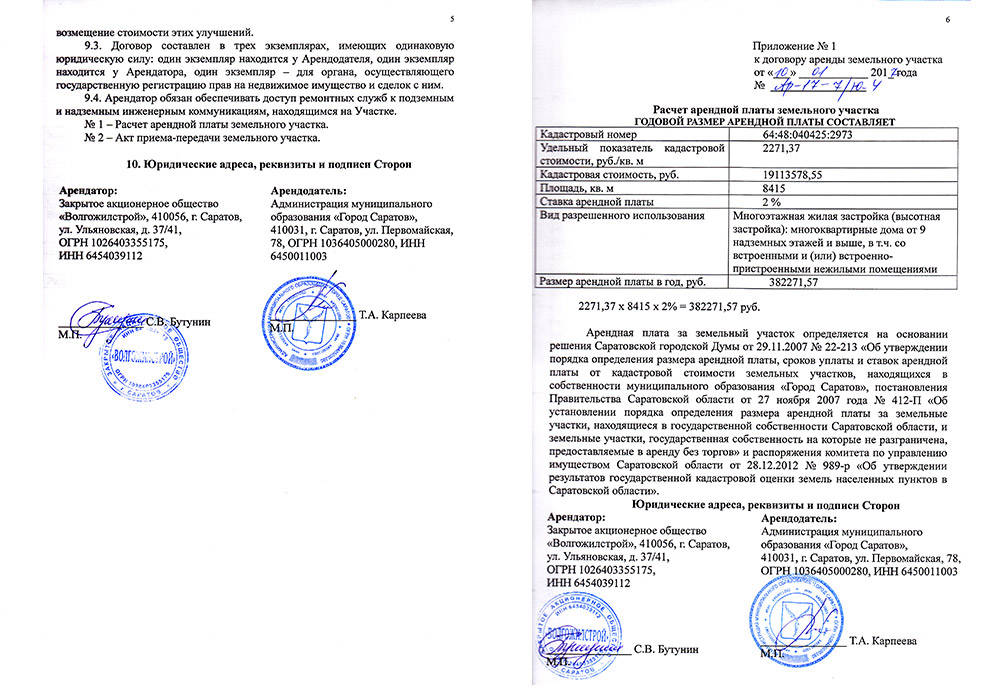 5
возмещение стоимости этих улучшений.
9.3. Договор составлен в трех экземплярах, имеющих одинаковую
юридическую силу: один экземпляр находится у Арендодателя, один экземпляр
находится у Арендатора, один экземпляр – для органа, осуществляющего
государственную регистрацию прав на недвижимое имущество и сделок с ним.
9.4. Арендатор обязан обеспечивать доступ ремонтных служб к подземным
и надземным инженерным коммуникациям, находящимся на Участке.
№ 1 – Расчет арендной платы земельного участка.
№ 2 – Акт приема-передачи земельного участка.
10. Юридические адреса, реквизиты и подписи Сторон
Арендатор:
Закрытое акционерное общество
«Волгожилстрой», 410056, г. Саратов,
ул. Ульяновская, д. 37/41,
ОГРН 1026403355175,
ИНН 6454039112
Арендодатель:
Администрация муниципального
образования «Город Саратов»,
410031, г. Саратов, ул. Первомайская,
78, ОГРН 1036405000280, ИНН
6450011003
С.В. Бутунин
М.П.
ВОЛГОЖИЛСТРОЙ
ОГРН 1026403355175
г. САРАТОВ
Т.А. Карпеева
М.П.
6
Приложение № 1
к договору аренды земельного участка
от «10» 01 2017года
№ Ар-17-7/ю-4
Расчет арендной платы земельного участка
ГОДОВОЙ РАЗМЕР АРЕНДНОЙ ПЛАТЫ СОСТАВЛЯЕТ
Кадастровый номер 64:48:040425:2973
Удельный показатель кадастровой 2271,37
стоимости, руб./кв. м
Кадастровая стоимость, руб. 19113578,55
Площадь, кв. м 8415
Ставка арендной платы 2 %
Вид разрешенного использования Многоэтажная жилая застройка (высотная
застройка): многоквартирные дома от 9
надземных этажей и выше, в т.ч. со
встроенными и (или) встроенно-
пристроенными нежилыми помещениями
Размер арендной платы в год, руб. 382271,57
2271,37 х 8415 х 2% = 382271,57 руб.
Арендная плата за земельный участок определяется на основании
решения Саратовской городской Думы от 29.11.2007 № 22-213 «Об утверждении
порядка определения размера арендной платы, сроков уплаты и ставок арендной
платы от кадастровой стоимости земельных участков, находящихся в
собственности муниципального образования «Город Саратов», постановления
Правительства Саратовской области от 27 ноября 2007 года № 412-П «Об
установлении порядка определения размера арендной платы за земельные
участки, находящиеся в государственной собственности Саратовской области, и
земельные участки, государственная собственность на которые не разграничена,
предоставляемые в аренду без торгов» и распоряжения комитета по управлению
имуществом Саратовской области от 28.12.2012 № 989-р «Об утверждении
результатов государственной кадастровой оценки земель населенных пунктов в
Саратовской области».
Юридические адреса, реквизиты и подписи Сторон
Арендатор:
Закрытое акционерное общество
«Волгожилстрой», 410056, г. Саратов,
ул. Ульяновская, д. 37/41,
ОГРН 1026403355175,
ИНН 6454039112
Арендодатель:
Администрация муниципального
образования «Город Саратов»,
410031, г. Саратов, ул. Первомайская, 78,
ОГРН 1036405000280, ИНН 6450011003
ВОЛГОЖИЛСТРОЙ
С.В. Бутунин
М.П.
Т.А. Карпеева
М.П.